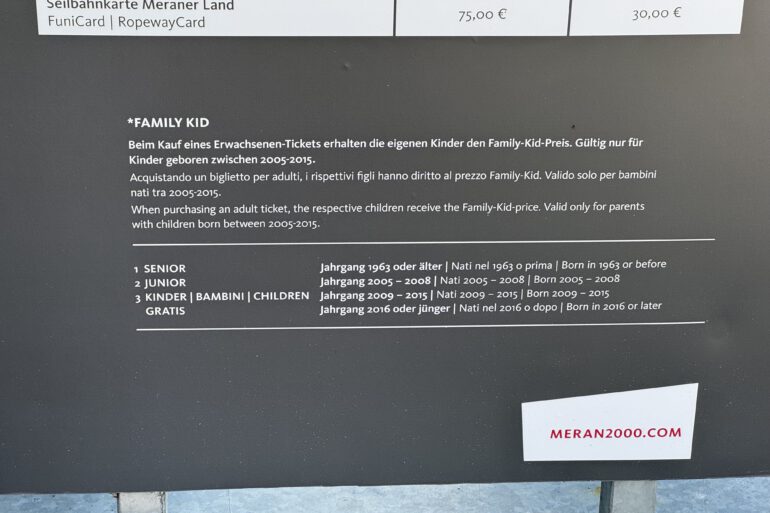 Seilbahnkarte Meraner Land
FuniCard | RopewayCard
75,00 €
30,00 €
*FAMILY KID
Beim Kauf eines Erwachsenen-Tickets erhalten die eigenen Kinder den Family-Kid-Preis. Gültig nur für
Kinder geboren zwischen 2005-2015.
Acquistando un biglietto per adulti, i rispettivi figli hanno diritto al prezzo Family-Kid. Valido solo per bambini
nati tra 2005-2015.
When purchasing an adult ticket, the respective children receive the Family-Kid-price. Valid only for parents
with children born between 2005-2015.
1 SENIOR Jahrgang 1963 oder älter | Nati nel 1963 o prima | Born in 1963 or before
2 JUNIOR Jahrgang 2005 – 2008 | Nati 2005 – 2008 | Born 2005 – 2008
3 KINDER | BAMBINI | CHILDREN Jahrgang 2009 – 2015 | Nati 2009 – 2015 | Born 2009 – 2015
GRATIS Jahrgang 2016 oder jünger | Nati nel 2016 o dopo | Born in 2016 or later
MERAN2000.COM